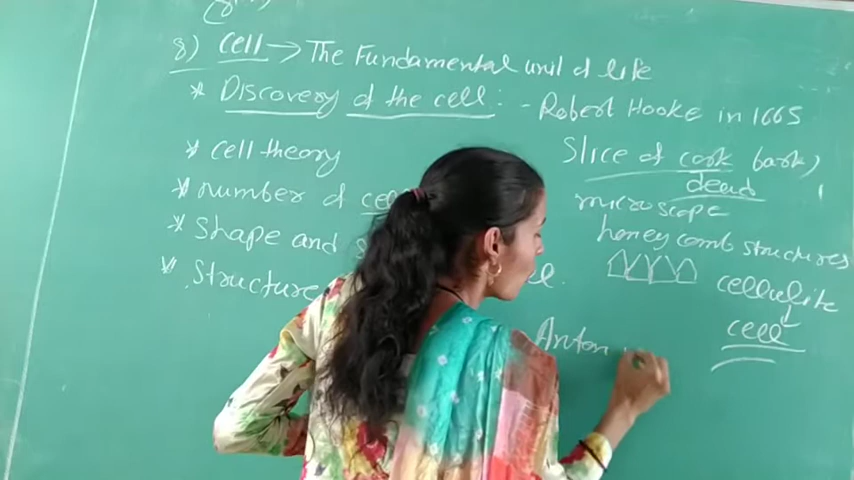 8) Cell → The Fundamental unit of life
* Discovery of the cell :- Robert Hooke in 1665
Slice of cork bark,
dead
microscope
honey comb structures
cellulite
↓
cell
* Cell theory
* number of
* Shape and
* Structure
Anton